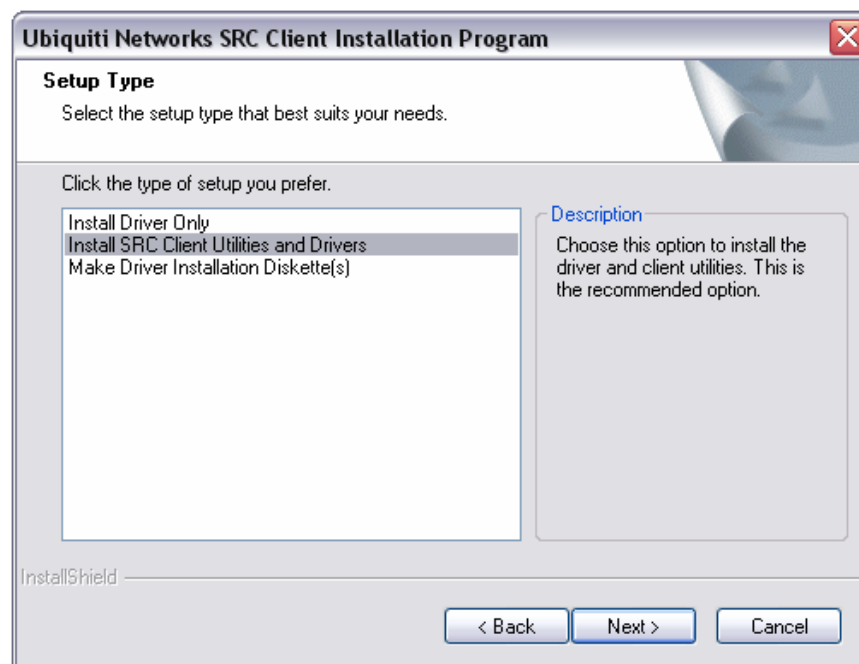 Ubiquiti Networks SRC Client Installation Program
Setup Type
Select the setup type that best suits your needs.
Click the type of setup you prefer.
Install Driver Only
Install SRC Client Utilities and Drivers
Make Driver Installation Diskette(s)
Description
Choose this option to install the
driver and client utilities. This is
the recommended option.
InstallShield
< Back
Next >
Cancel